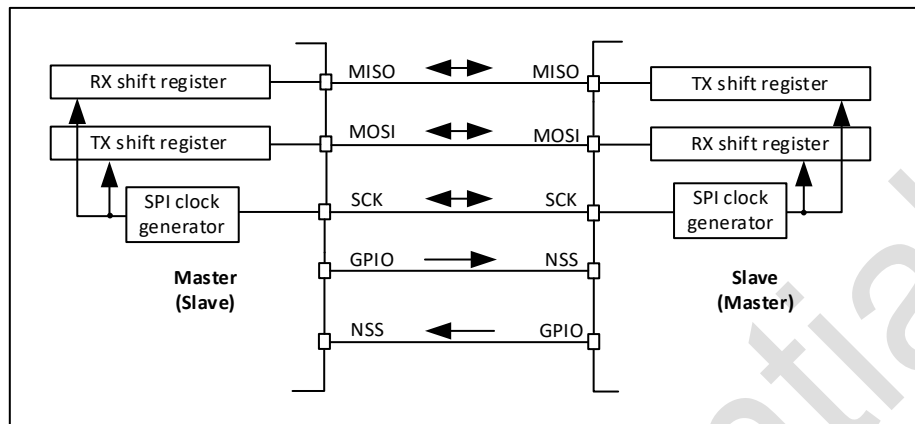 RX shift register
MISO
MISO
TX shift register
TX shift register
MOSI
MOSI
RX shift register
SPI clock
generator
SCK
SCK
SPI clock
generator
Master
(Slave)
GPIO
NSS
Slave
(Master)
NSS
GPIO